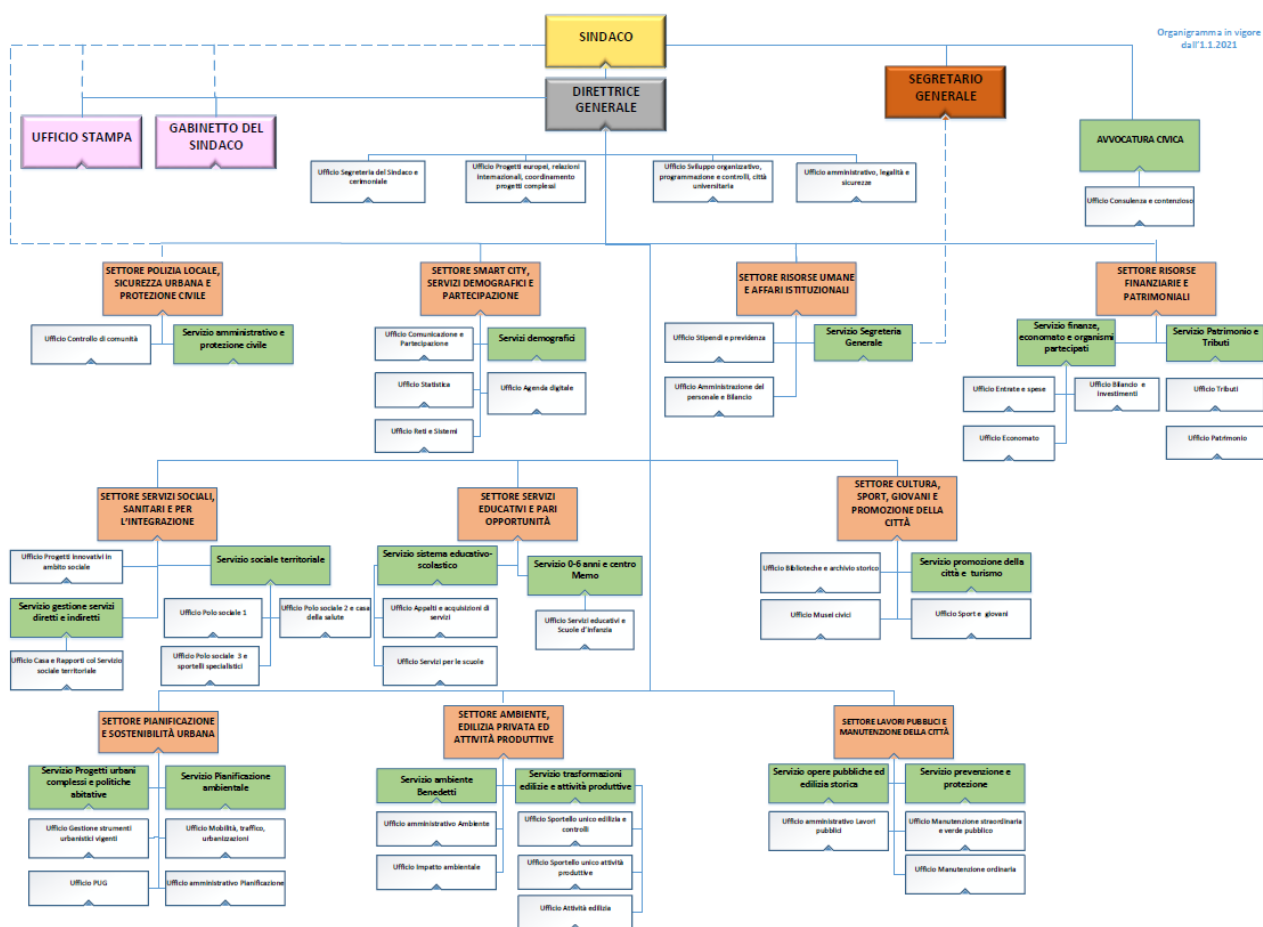 SINDACO
Organigramma in vigore
dall'1.1.2021
DIRETTRICE
GENERALE
SEGRETARIO
GENERALE
UFFICIO STAMPA
GABINETTO DEL
SINDACO
AVVOCATURA CIVICA
Ufficio Segreteria del Sindaco e
cerimoniale
Ufficio Progetti europei, relazioni
internazionali, coordinamento
progetti complessi
Ufficio Sviluppo organizzativo,
programmazione e controlli, città
universitaria
Ufficio amministrativo, legalità e
sicurezze
Ufficio Consulenza e contenzioso
SETTORE POLIZIA LOCALE,
SICUREZZA URBANA E
PROTEZIONE CIVILE
SETTORE SMART CITY,
SERVIZI DEMOGRAFICI E
PARTECIPAZIONE
SETTORE RISORSE UMANE
E AFFARI ISTITUZIONALI
SETTORE RISORSE
FINANZIARIE E
PATRIMONIALI
Ufficio Controllo di comunità
Servizio amministrativo e
protezione civile
Ufficio Comunicazione e
Partecipazione
Servizi demografici
Ufficio Statistica
Ufficio Agenda digitale
Ufficio Reti e Sistemi
Ufficio Stipendi e previdenza
Servizio Segreteria
Generale
Ufficio Amministrazione del
personale e Bilancio
Servizio finanze,
economato e organismi
partecipati
Servizio Patrimonio e
Tributi
Ufficio Entrate e spese
Ufficio Bilancio e
investimenti
Ufficio Tributi
Ufficio Economato
Ufficio Patrimonio
SETTORE SERVIZI SOCIALI,
SANITARI E PER
L'INTEGRAZIONE
SETTORE SERVIZI
EDUCATIVI E PARI
OPPORTUNITÀ
SETTORE CULTURA,
SPORT, GIOVANI E
PROMOZIONE DELLA
CITTÀ
Ufficio Progetti innovativi in
ambito sociale
Servizio sociale territoriale
Servizio gestione servizi
diretti e indiretti
Ufficio Polo sociale 1
Ufficio Polo sociale 2 e casa
della salute
Ufficio Casa e Rapporti col Servizio
sociale territoriale
Ufficio Polo sociale 3 e
sportelli specialistici
Servizio sistema educativo-
scolastico
Servizio 0-6 anni e centro
Memo
Ufficio Appalti e acquisizioni di
servizi
Ufficio Servizi educativi e
Scuole d'infanzia
Ufficio Servizi per le scuole
Ufficio Biblioteche e archivio storico
Servizio promozione della
città e turismo
Ufficio Musei civici
Ufficio Sport e giovani
SETTORE PIANIFICAZIONE
E SOSTENIBILITÀ URBANA
SETTORE AMBIENTE,
EDILIZIA PRIVATA ED
ATTIVITÀ PRODUTTIVE
SETTORE LAVORI PUBBLICI E
MANUTENZIONE DELLA CITTÀ
Servizio Progetti urbani
complessi e politiche
abitative
Servizio Pianificazione
ambientale
Ufficio Gestione strumenti
urbanistici vigenti
Ufficio Mobilità, traffico,
urbanizzazioni
Ufficio PUG
Ufficio amministrativo Pianificazione
Servizio ambiente
Benedetti
Servizio trasformazioni
edilizie e attività produttive
Ufficio amministrativo Ambiente
Ufficio Sportello unico edilizia e
controlli
Ufficio Impatto ambientale
Ufficio Sportello unico attività
produttive
Ufficio Attività edilizia
Servizio opere pubbliche ed
edilizia storica
Servizio prevenzione e
protezione
Ufficio amministrativo Lavori
pubblici
Ufficio Manutenzione straordinaria
e verde pubblico
Ufficio Manutenzione ordinaria